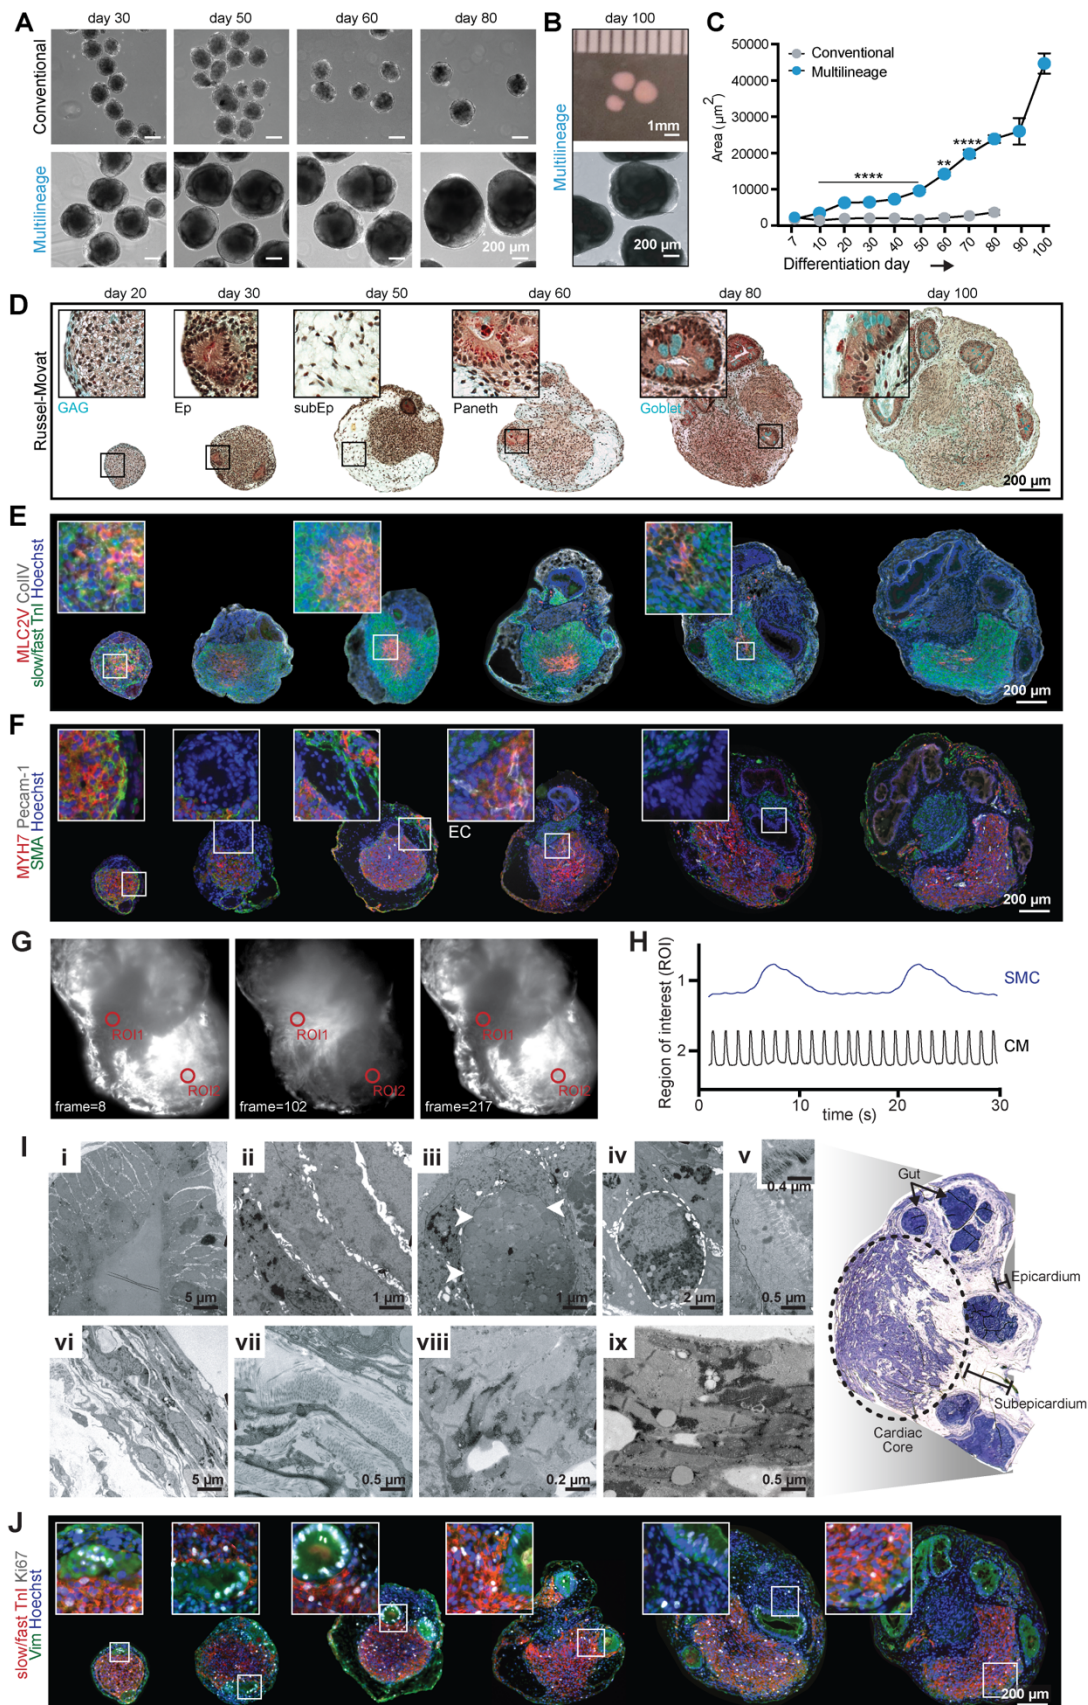 A
day 30
day 50
day 60
day 80
Conventional
Multilineage
200 µm
B
day 100
Multilineage
1mm
200 µm
C
Conventional
Multilineage
Area (µm²)
50000
40000
30000
20000
10000
0
****
**
****
7
10
20
30
40
50
60
70
80
90
100
Differentiation day
D
day 20
day 30
day 50
day 60
day 80
day 100
Russel-Movat
GAG
Ep
subEp
Paneth
Goblet
200 µm
E
MLC2V ColIV
slow/fast TnI Hoechst
200 µm
F
MYH7 Pecam-1
SMA Hoechst
EC
200 µm
G
ROI1
ROI2
frame=8
ROI1
ROI2
frame=102
ROI1
ROI2
frame=217
H
Region of interest (ROI)
1
2
SMC
CM
0
10
20
30
time (s)
I
i
5 µm
ii
1 µm
iii
1 µm
iv
2 µm
v
0.4 µm
0.5 µm
vi
5 µm
vii
0.5 µm
viii
0.2 µm
ix
0.5 µm
Gut
Epicardium
Subepicardium
Cardiac
Core
J
slow/fast TnI Ki67
Vim Hoechst
200 µm